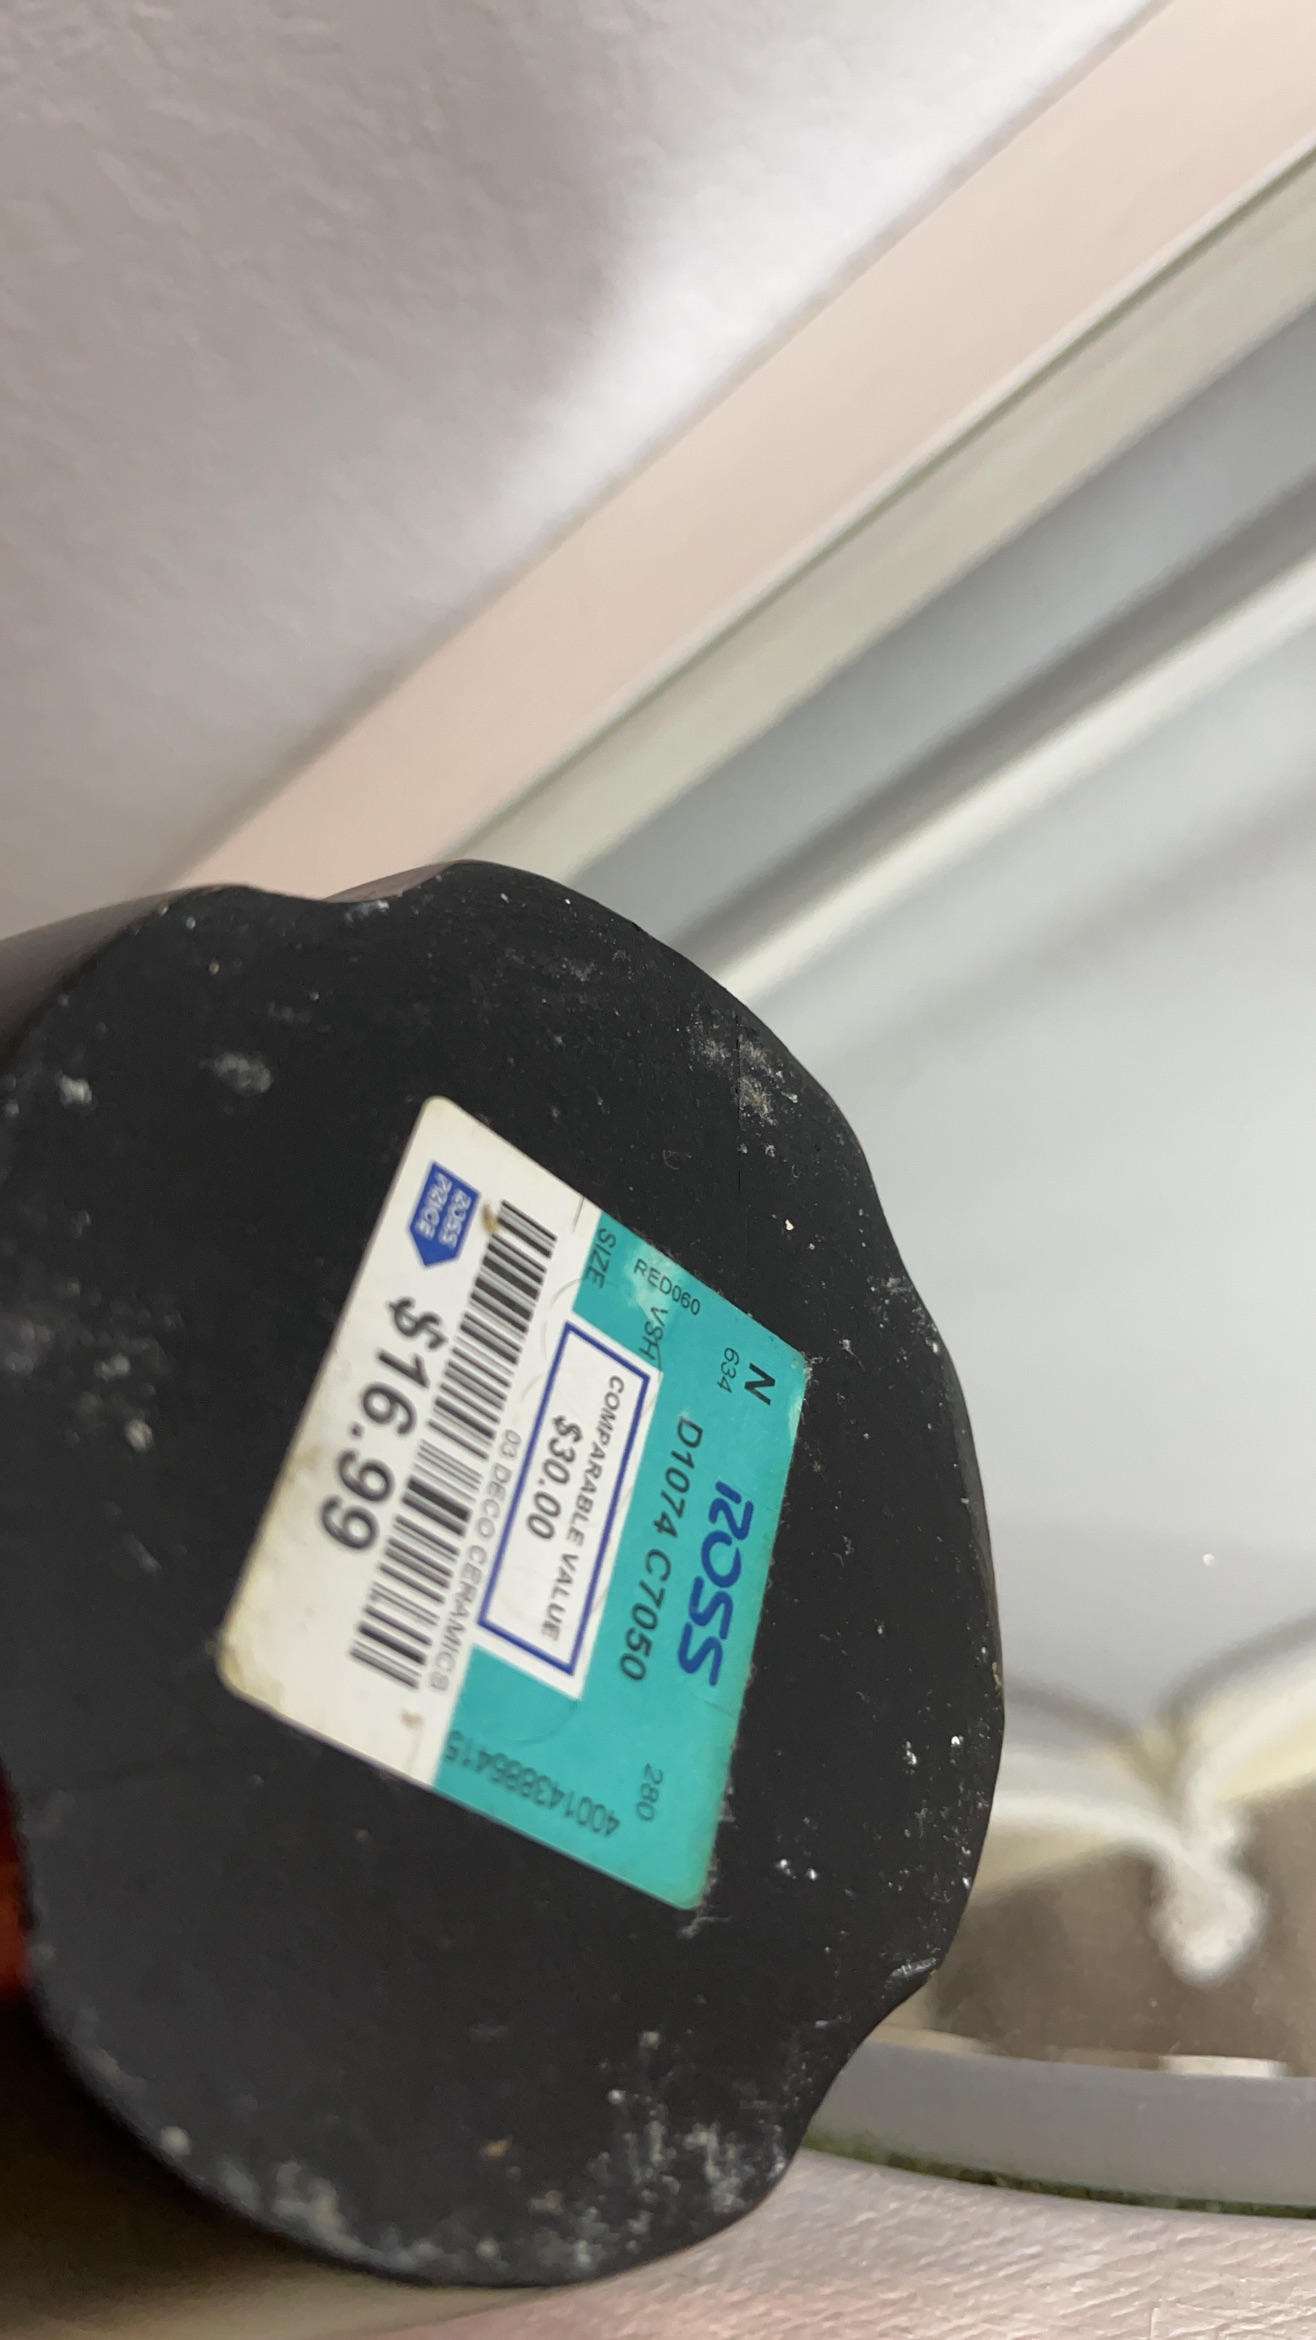 N ROSS
634 D1074 C7050 280
RED060
SIZE VSH
400143886415
COMPARABLE VALUE
$30.00
03 DECO CERAMICS
ROSS
PRICE
$16.99